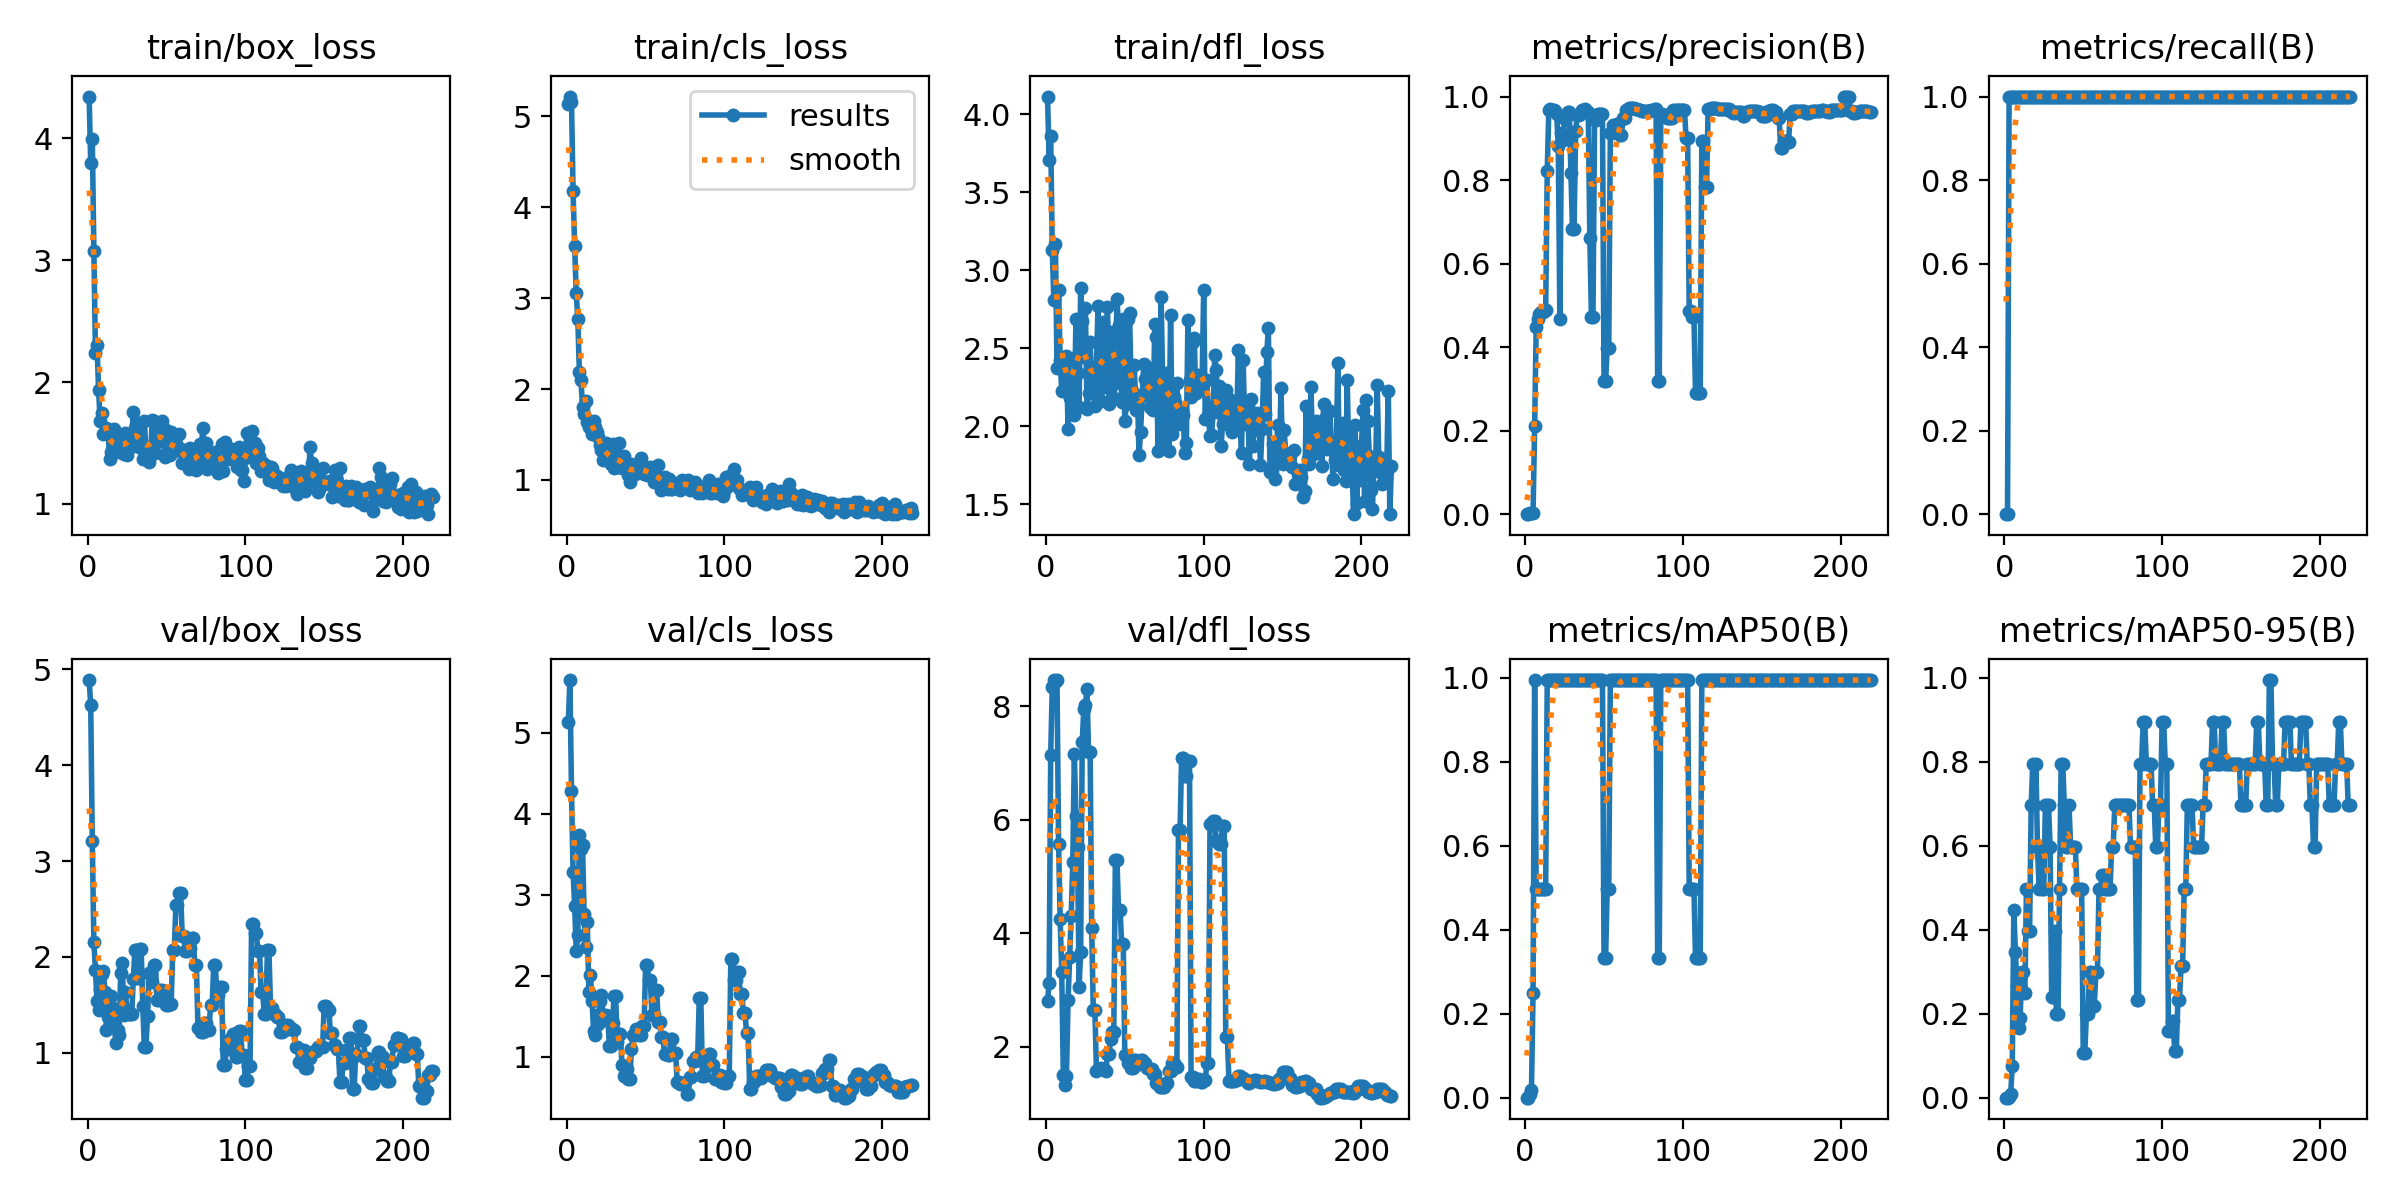 train/box_loss
4
3
2
1
0 100 200
train/cls_loss
results
smooth
5
4
3
2
1
0 100 200
train/dfl_loss
4.0
3.5
3.0
2.5
2.0
1.5
0 100 200
metrics/precision(B)
1.0
0.8
0.6
0.4
0.2
0.0
0 100 200
metrics/recall(B)
1.0
0.8
0.6
0.4
0.2
0.0
0 100 200
val/box_loss
5
4
3
2
1
0 100 200
val/cls_loss
5
4
3
2
1
0 100 200
val/dfl_loss
8
6
4
2
0 100 200
metrics/mAP50(B)
1.0
0.8
0.6
0.4
0.2
0.0
0 100 200
metrics/mAP50-95(B)
1.0
0.8
0.6
0.4
0.2
0.0
0 100 200